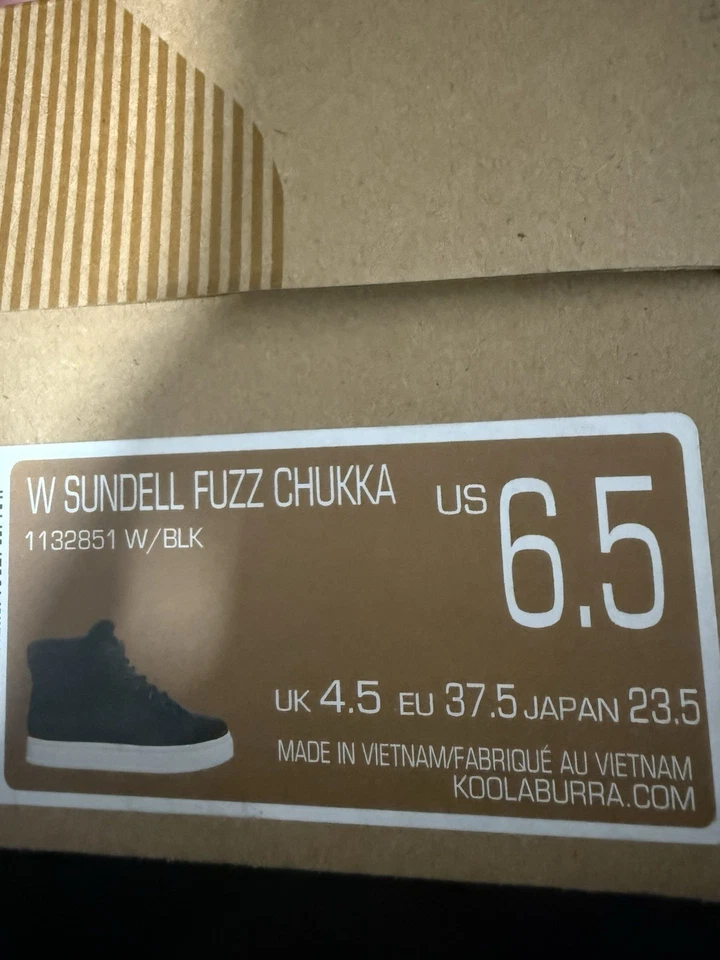 W SUNDELL FUZZ CHUKKA
1132851 W/BLK
US 6.5
UK 4.5 EU 37.5 JAPAN 23.5
MADE IN VIETNAM/FABRIQUÉ AU VIETNAM
KOOLABURRA.COM